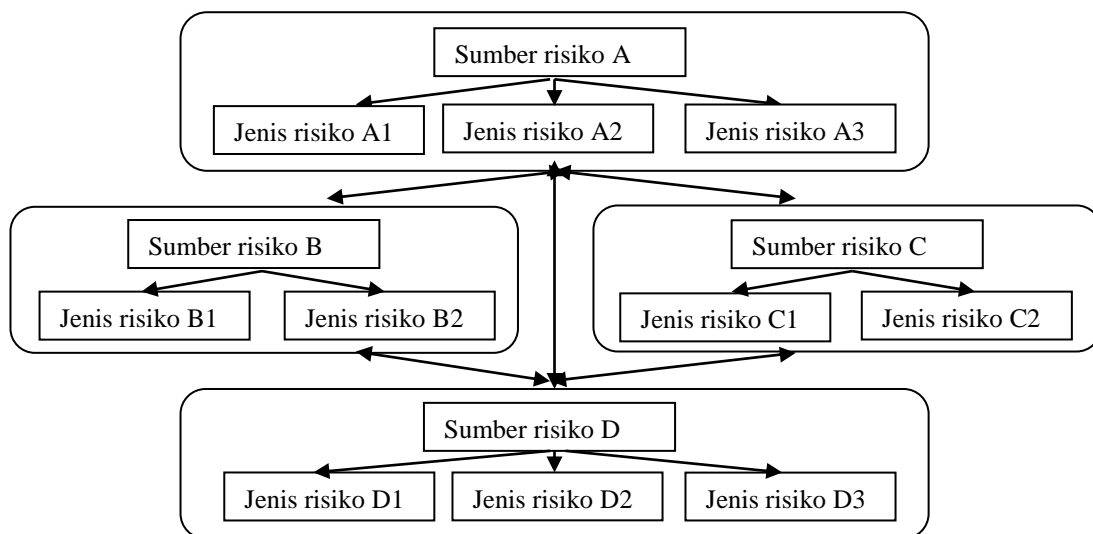 Sumber risiko A
Jenis risiko A1
Jenis risiko A2
Jenis risiko A3
Sumber risiko B
Jenis risiko B1
Jenis risiko B2
Sumber risiko C
Jenis risiko C1
Jenis risiko C2
Sumber risiko D
Jenis risiko D1
Jenis risiko D2
Jenis risiko D3